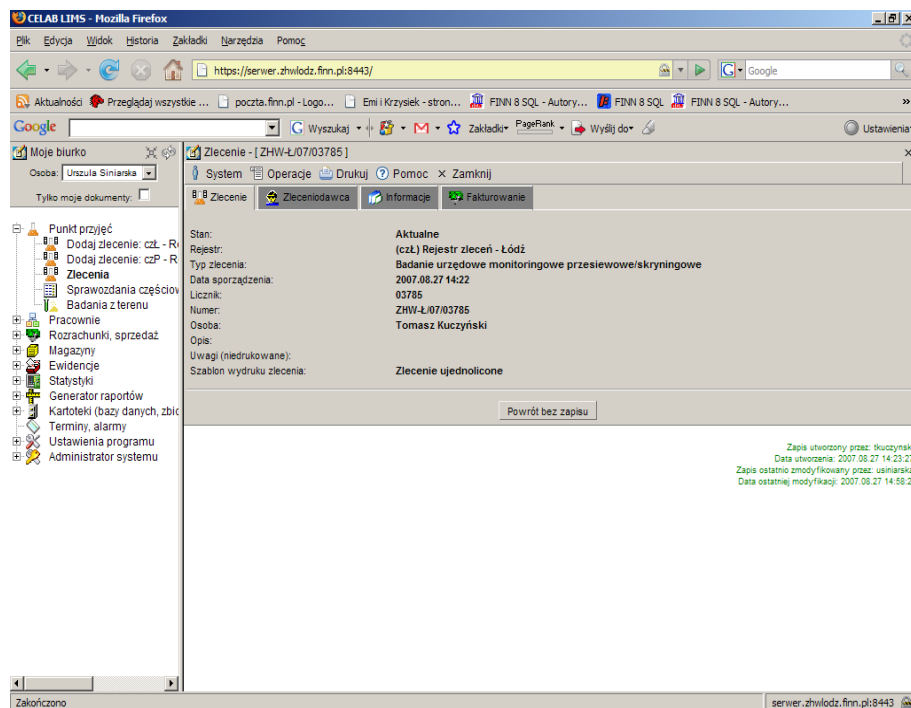 CELAB LIMS - Mozilla Firefox
Plik Edycja Widok Historia Zakładki Narzędzia Pomoc
https://serwer.zhwlodz.finn.pl:8443/ Google
Aktualności Przeglądaj wszystkie ... poczta.finn.pl - Logo... Emi i Krzysiek - stron... FINN 8 SQL - Autory... FINN 8 SQL FINN 8 SQL - Autory... »
Google Wyszukaj Zakładki PageRank Wyślij do Ustawienia
Moje biurko
Zlecenie - [ ZHW-Ł/07/03785 ] x
Osoba: Urszula Siniarska
System Operacje Drukuj Pomoc × Zamknij
Tylko moje dokumenty:
Zlecenie Zleceniodawca Informacje Fakturowanie
Punkt przyjęć
Dodaj zlecenie: czŁ - R
Dodaj zlecenie: czP - R
Zlecenia
Sprawozdania częściow
Badania z terenu
Pracownie
Rozrachunki, sprzedaż
Magazyny
Ewidencje
Statystyki
Generator raportów
Kartoteki (bazy danych, zbio
Terminy, alarmy
Ustawienia programu
Administrator systemu
Stan: Aktualne
Rejestr: (czŁ) Rejestr zleceń - Łódź
Typ zlecenia: Badanie urzędowe monitoringowe przesiewowe/skryningowe
Data sporządzenia: 2007.08.27 14:22
Licznik: 03785
Numer: ZHW-Ł/07/03785
Osoba: Tomasz Kuczyński
Opis:
Uwagi (niedrukowane):
Szablon wydruku zlecenia: Zlecenie ujednolicone
Powrót bez zapisu
Zapis utworzony przez: tkuczynsk
Data utworzenia: 2007.08.27 14:23:2
Zapis ostatnio zmodyfikowany przez: usiniarska
Data ostatniej modyfikacji: 2007.08.27 14:58:2
Zakończono serwer.zhwlodz.finn.pl:8443